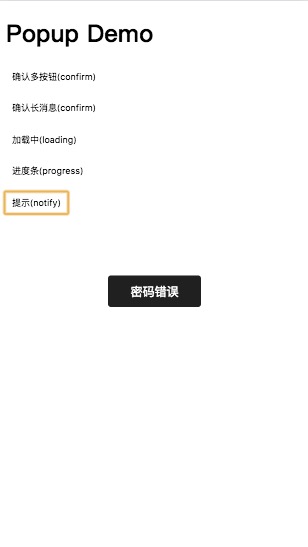 Popup Demo
确认多按钮(confirm)
确认长消息(confirm)
加载中(loading)
进度条(progress)
提示(notify)
密码错误